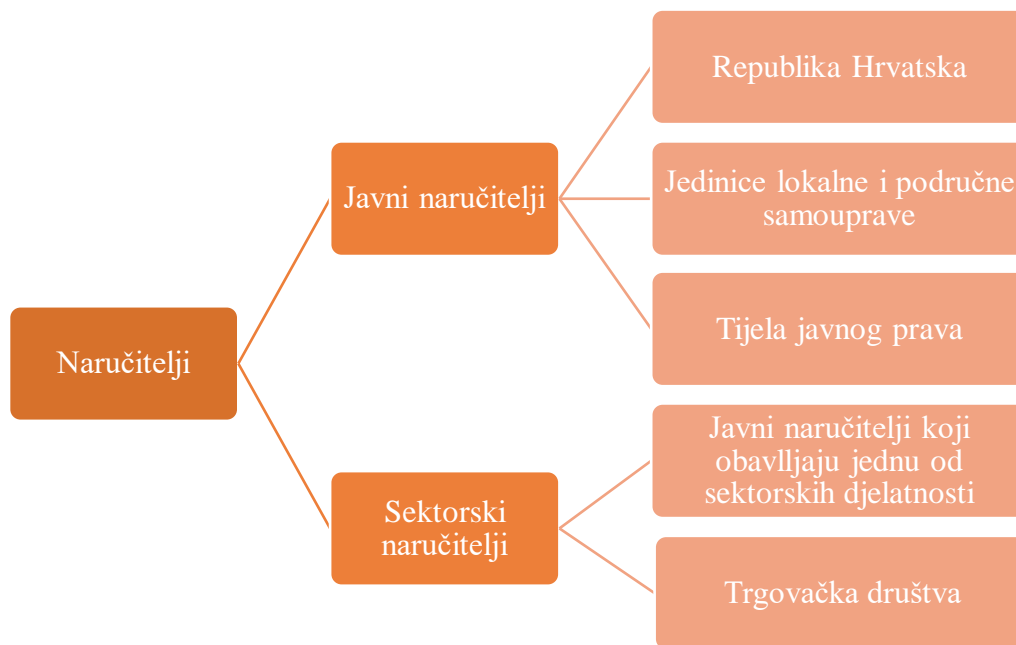 Naručitelji
Javni naručitelji
Republika Hrvatska
Jedinice lokalne i područne
samouprave
Tijela javnog prava
Sektorski
naručitelji
Javni naručitelji koji
obavlljaju jednu od
sektorskih djelatnosti
Trgovačka društva